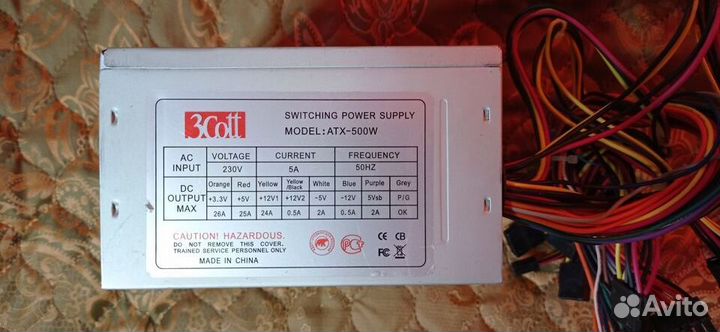 3Cott
SWITCHING POWER SUPPLY
MODEL: ATX-500W
AC INPUT VOLTAGE CURRENT FREQUENCY
230V 5A 50HZ
DC OUTPUT MAX Orange Red Yellow Yellow/Black White Blue Purple Grey
+3.3V +5V +12V1 +12V2 -5V -12V 5Vsb P/G
26A 25A 24A 0.5A 2A 0.5A 2A OK
CAUTION! HAZARDOUS.
DO NOT REMOVE THIS COVER,
TRAINED SERVICE PERSONNEL ONLY
MADE IN CHINA
CE CB
PCT
FC
Avito